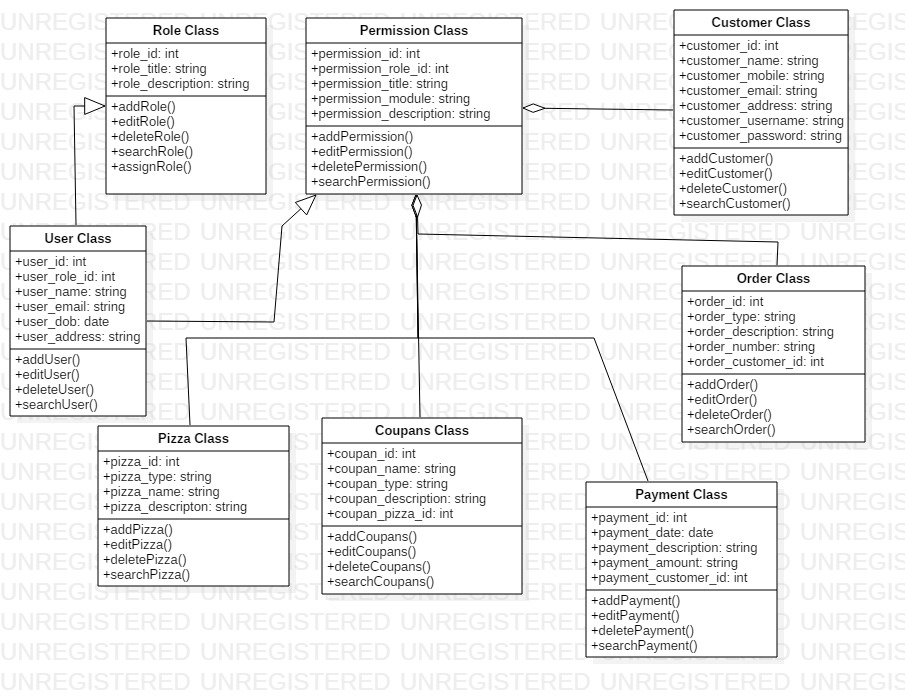 Role Class
+role_id: int
+role_title: string
+role_description: string
+addRole()
+editRole()
+deleteRole()
+searchRole()
+assignRole()
Permission Class
+permission_id: int
+permission_role_id: int
+permission_title: string
+permission_module: string
+permission_description: string
+addPermission()
+editPermission()
+deletePermission()
+searchPermission()
Customer Class
+customer_id: int
+customer_name: string
+customer_mobile: string
+customer_email: string
+customer_address: string
+customer_username: string
+customer_password: string
+addCustomer()
+editCustomer()
+deleteCustomer()
+searchCustomer()
User Class
+user_id: int
+user_role_id: int
+user_name: string
+user_email: string
+user_dob: date
+user_address: string
+addUser()
+editUser()
+deleteUser()
+searchUser()
Order Class
+order_id: int
+order_type: string
+order_description: string
+order_number: string
+order_customer_id: int
+addOrder()
+editOrder()
+deleteOrder()
+searchOrder()
Pizza Class
+pizza_id: int
+pizza_type: string
+pizza_name: string
+pizza_descripton: string
+addPizza()
+editPizza()
+deletePizza()
+searchPizza()
Coupans Class
+coupan_id: int
+coupan_name: string
+coupan_type: string
+coupan_description: string
+coupan_pizza_id: int
+addCoupans()
+editCoupans()
+deleteCoupans()
+searchCoupans()
Payment Class
+payment_id: int
+payment_date: date
+payment_description: string
+payment_amount: string
+payment_customer_id: int
+addPayment()
+editPayment()
+deletePayment()
+searchPayment()
UNREGISTERED